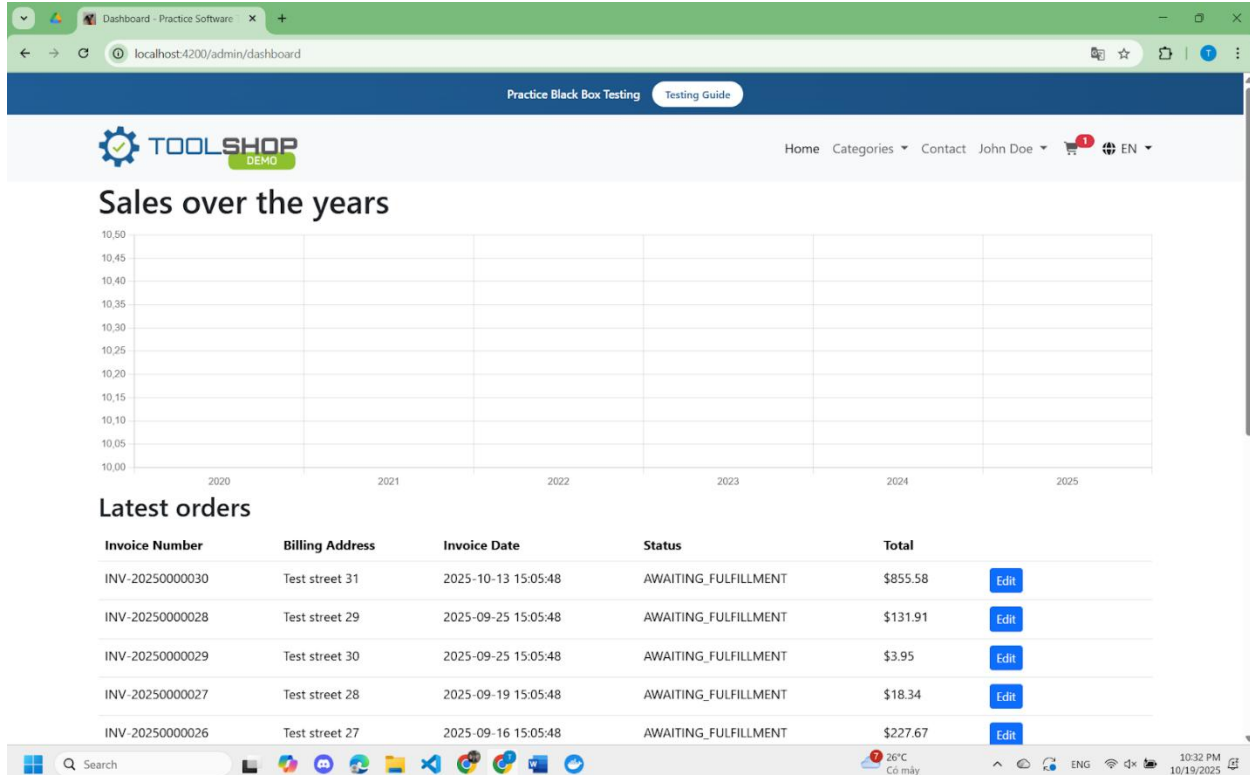 Dashboard - Practice Software
localhost:4200/admin/dashboard
T
Practice Black Box Testing Testing Guide
TOOLSHOP
DEMO
Home Categories Contact John Doe 1 EN
Sales over the years
10,50
10,45
10,40
10,35
10,30
10,25
10,20
10,15
10,10
10,05
10,00
2020 2021 2022 2023 2024 2025
Latest orders
Invoice Number Billing Address Invoice Date Status Total
INV-20250000030 Test street 31 2025-10-13 15:05:48 AWAITING_FULFILLMENT $855.58 Edit
INV-20250000028 Test street 29 2025-09-25 15:05:48 AWAITING_FULFILLMENT $131.91 Edit
INV-20250000029 Test street 30 2025-09-25 15:05:48 AWAITING_FULFILLMENT $3.95 Edit
INV-20250000027 Test street 28 2025-09-19 15:05:48 AWAITING_FULFILLMENT $18.34 Edit
INV-20250000026 Test street 27 2025-09-16 15:05:48 AWAITING_FULFILLMENT $227.67 Edit
Search 7 26°C ENG 10:32 PM
Có mây 10/19/2025